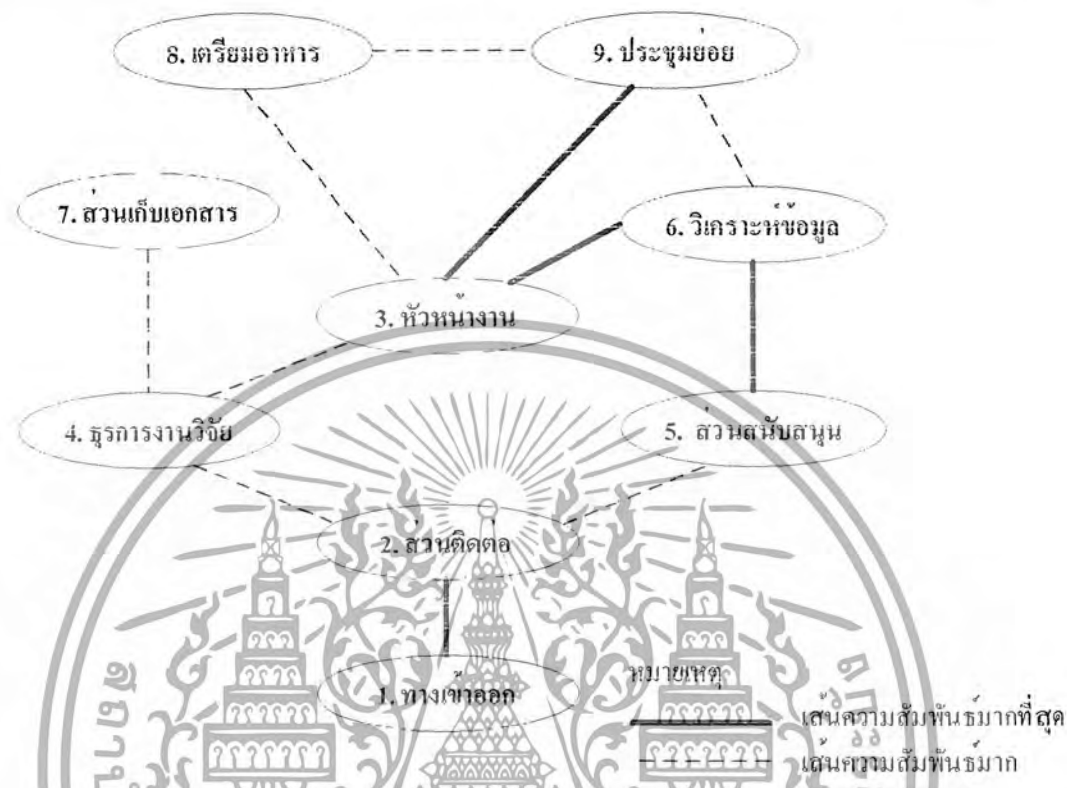 8. เตรียมอาหาร
9. ประชุมย่อย
7. ส่วนเก็บเอกสาร
6. วิเคราะห์ข้อมูล
3. หัวหน้างาน
4. ธุรการงานวิจัย
5. ส่วนสนับสนุน
2. ส่วนติดต่อ
1. ทางเข้าออก
หมายเหตุ
เส้นความสัมพันธ์มากที่สุด
เส้นความสัมพันธ์มาก